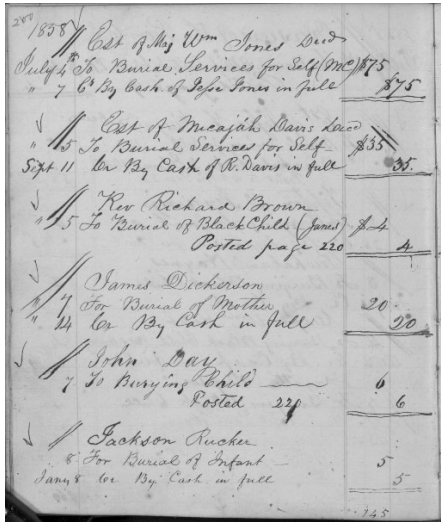 240
1858 // Est of Maj Wm Jones Decd
July 4th To Burial Services for Self (MC) $75
" 7 Cr By Cash of Jesse Jones in full $75
// Est of Micajah Davis Decd
" 5 To Burial Services for Self $35
Sept 11 Cr By Cash of R. Davis in full 35.
// Rev Richard Brown
" 5 To Burial of Black Child (Janes) $4
Posted page 220 4
// James Dickerson
" 7 For Burial of Mother 20
" 14 Cr By Cash in full 20
// John Day
7 To Burying Child 6
Posted 221 6
// Jackson Rucker
8 For Burial of Infant 5
Jany 8 Cr By Cash in full 5
145